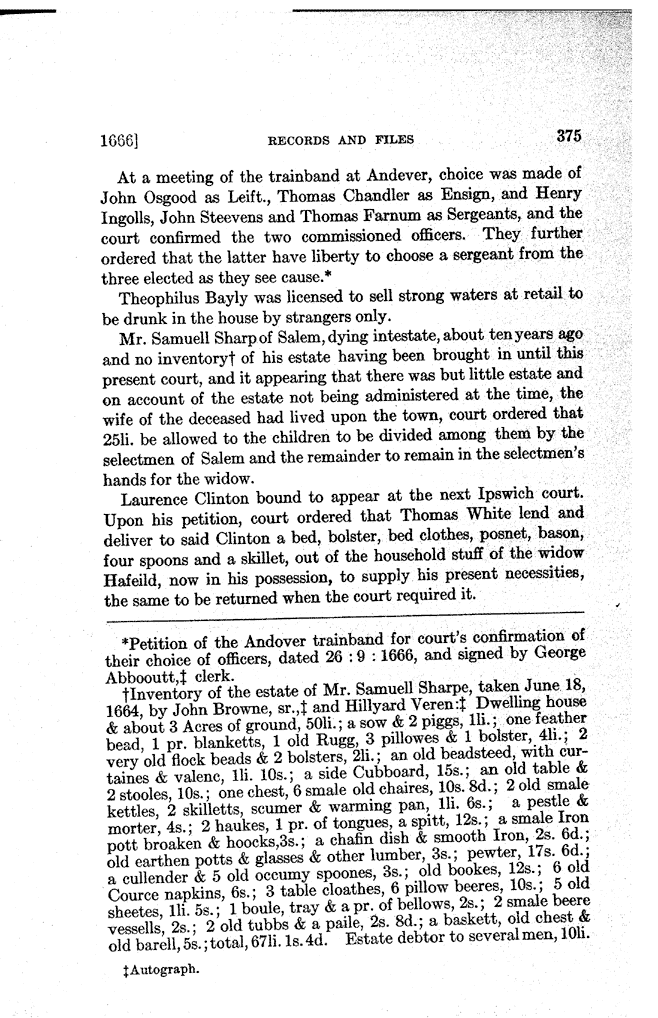 1666] RECORDS AND FILES 375
At a meeting of the trainband at Andever, choice was made of
John Osgood as Leift., Thomas Chandler as Ensign, and Henry
Ingolls, John Steevens and Thomas Farnum as Sergeants, and the
court confirmed the two commissioned officers. They further
ordered that the latter have liberty to choose a sergeant from the
three elected as they see cause.*
Theophilus Bayly was licensed to sell strong waters at retail to
be drunk in the house by strangers only.
Mr. Samuell Sharp of Salem, dying intestate, about ten years ago
and no inventory† of his estate having been brought in until this
present court, and it appearing that there was but little estate and
on account of the estate not being administered at the time, the
wife of the deceased had lived upon the town, court ordered that
25li. be allowed to the children to be divided among them by the
selectmen of Salem and the remainder to remain in the selectmen's
hands for the widow.
Laurence Clinton bound to appear at the next Ipswich court.
Upon his petition, court ordered that Thomas White lend and
deliver to said Clinton a bed, bolster, bed clothes, posnet, bason,
four spoons and a skillet, out of the household stuff of the widow
Hafeild, now in his possession, to supply his present necessities,
the same to be returned when the court required it.
*Petition of the Andover trainband for court's confirmation of
their choice of officers, dated 26 : 9 : 1666, and signed by George
Abbooutt,‡ clerk.
†Inventory of the estate of Mr. Samuell Sharpe, taken June 18,
1664, by John Browne, sr.,‡ and Hillyard Veren:‡ Dwelling house
& about 3 Acres of ground, 50li.; a sow & 2 piggs, 1li.; one feather
bead, 1 pr. blanketts, 1 old Rugg, 3 pillowes & 1 bolster, 4li.; 2
very old flock beads & 2 bolsters, 2li.; an old beadsteed, with cur-
taines & valenc, 1li. 10s.; a side Cubboard, 15s.; an old table &
2 stooles, 10s.; one chest, 6 smale old chaires, 10s. 8d.; 2 old smale
kettles, 2 skilletts, scumer & warming pan, 1li. 6s.; a pestle &
morter, 4s.; 2 haukes, 1 pr. of tongues, a spitt, 12s.; a smale Iron
pott broaken & hoocks,3s.; a chafin dish & smooth Iron, 2s. 6d.;
old earthen potts & glasses & other lumber, 3s.; pewter, 17s. 6d.;
a cullender & 5 old occumy spoones, 3s.; old bookes, 12s.; 6 old
Cource napkins, 6s.; 3 table cloathes, 6 pillow beeres, 10s.; 5 old
sheetes, 1li. 5s.; 1 boule, tray & a pr. of bellows, 2s.; 2 smale beere
vessells, 2s.; 2 old tubbs & a paile, 2s. 8d.; a baskett, old chest &
old barell, 5s.; total, 67li. 1s. 4d. Estate debtor to several men, 10li.
‡Autograph.